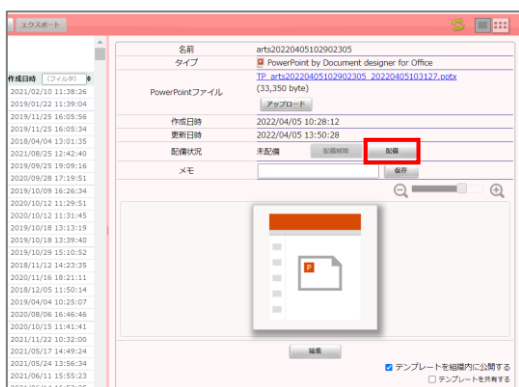 エクスポート
作成日時 (フィルタ)
2021/02/10 11:38:26
2019/01/22 11:39:04
2019/11/25 16:05:56
2019/11/25 16:05:34
2018/04/04 13:01:35
2021/08/25 12:42:40
2019/09/25 19:09:16
2020/09/28 17:19:51
2019/10/09 16:26:34
2020/10/12 11:29:51
2020/10/12 11:31:45
2019/10/18 13:13:19
2019/10/18 13:39:40
2019/10/29 15:10:52
2018/11/12 14:23:35
2020/11/16 18:21:11
2018/12/05 11:50:14
2019/04/04 10:25:07
2020/08/06 16:46:46
2020/10/15 11:41:41
2021/11/22 10:32:00
2021/05/17 14:49:24
2021/05/24 13:56:34
2021/06/11 15:55:23
名前 arts20220405102902305
タイプ PowerPoint by Document designer for Office
PowerPointファイル TP_arts20220405102902305_20220405103127.pptx
(33,350 byte)
アップロード
作成日時 2022/04/05 10:28:12
更新日時 2022/04/05 13:50:28
配備状況 未配備 配備解除 配備
メモ 保存
P
編集
テンプレートを組織内に公開する
テンプレートを共有する